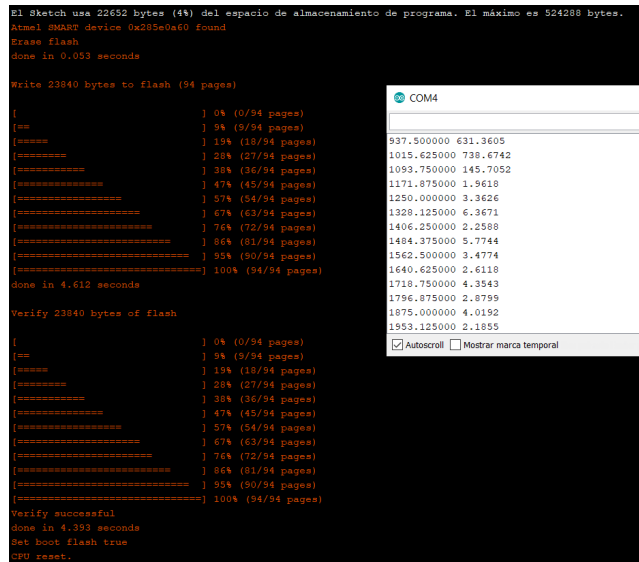 El Sketch usa 22652 bytes (4%) del espacio de almacenamiento de programa. El máximo es 524288 bytes.
Atmel SMART device 0x285e0a60 found
Erase flash
done in 0.053 seconds
Write 23840 bytes to flash (94 pages)
[                              ] 0% (0/94 pages)
[==                            ] 9% (9/94 pages)
[=====                         ] 19% (18/94 pages)
[========                      ] 28% (27/94 pages)
[===========                   ] 38% (36/94 pages)
[==============                ] 47% (45/94 pages)
[=================             ] 57% (54/94 pages)
[====================          ] 67% (63/94 pages)
[======================        ] 76% (72/94 pages)
[=========================     ] 86% (81/94 pages)
[============================  ] 95% (90/94 pages)
[==============================] 100% (94/94 pages)
done in 4.612 seconds
Verify 23840 bytes of flash
[                              ] 0% (0/94 pages)
[==                            ] 9% (9/94 pages)
[=====                         ] 19% (18/94 pages)
[========                      ] 28% (27/94 pages)
[===========                   ] 38% (36/94 pages)
[==============                ] 47% (45/94 pages)
[=================             ] 57% (54/94 pages)
[====================          ] 67% (63/94 pages)
[======================        ] 76% (72/94 pages)
[=========================     ] 86% (81/94 pages)
[============================  ] 95% (90/94 pages)
[==============================] 100% (94/94 pages)
Verify successful
done in 4.393 seconds
Set boot flash true
CPU reset.
COM4
937.500000 631.3605
1015.625000 738.6742
1093.750000 145.7052
1171.875000 1.9618
1250.000000 3.3626
1328.125000 6.3671
1406.250000 2.2588
1484.375000 5.7744
1562.500000 3.4774
1640.625000 2.6118
1718.750000 4.3543
1796.875000 2.8799
1875.000000 4.0192
1953.125000 2.1855
Autoscroll Mostrar marca temporal